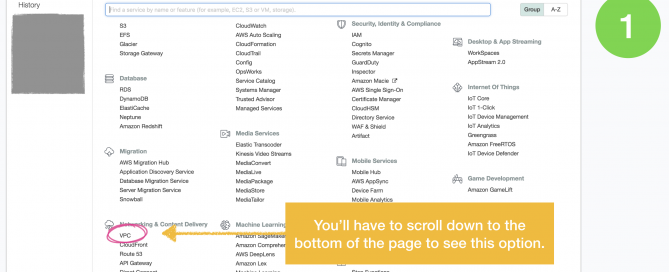 History
Find a service by name or feature (for example, EC2, S3 or VM, storage).
Group
A-Z
1
S3
EFS
Glacier
Storage Gateway
Database
RDS
DynamoDB
ElastiCache
Neptune
Amazon Redshift
Migration
AWS Migration Hub
Application Discovery Service
Database Migration Service
Server Migration Service
Snowball
Networking & Content Delivery
VPC
CloudFront
Route 53
API Gateway
Direct Connect
CloudWatch
AWS Auto Scaling
CloudFormation
CloudTrail
Config
OpsWorks
Service Catalog
Systems Manager
Trusted Advisor
Managed Services
Media Services
Elastic Transcoder
Kinesis Video Streams
MediaConvert
MediaLive
MediaPackage
MediaStore
MediaTailor
Machine Learning
Amazon SageMaker
Amazon Comprehen
AWS DeepLens
Amazon Lex
Machine Learning
Security, Identity & Compliance
IAM
Cognito
Secrets Manager
GuardDuty
Inspector
Amazon Macie
AWS Single Sign-On
Certificate Manager
CloudHSM
Directory Service
WAF & Shield
Artifact
Mobile Services
Mobile Hub
AWS AppSync
Device Farm
Mobile Analytics
Step Functions
Desktop & App Streaming
WorkSpaces
AppStream 2.0
Internet Of Things
IoT Core
IoT 1-Click
IoT Device Management
IoT Analytics
Greengrass
Amazon FreeRTOS
IoT Device Defender
Game Development
Amazon GameLift
You'll have to scroll down to the
bottom of the page to see this option.